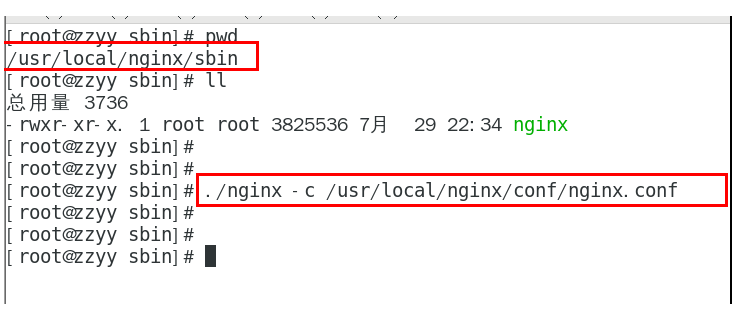 [root@zzyy sbin]# pwd
/usr/local/nginx/sbin
[root@zzyy sbin]# ll
总用量 3736
-rwxr-xr-x. 1 root root 3825536 7月  29 22:34 nginx
[root@zzyy sbin]#
[root@zzyy sbin]#
[root@zzyy sbin]# ./nginx -c /usr/local/nginx/conf/nginx.conf
[root@zzyy sbin]#
[root@zzyy sbin]#
[root@zzyy sbin]#